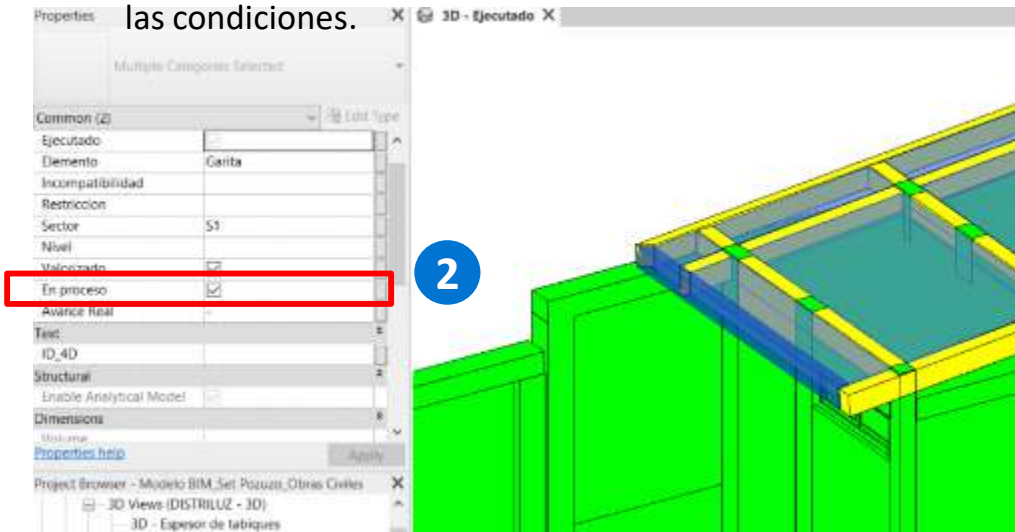 las condiciones.
Properties
3D - Ejecutado
Multiple Categories Selected
Common (2)
Edit Type
Ejecutado
Elemento Garita
Incompatibilidad
Restriccion
Sector S1
Nivel
Valorizado
En proceso
2
Avance Real -
Text
ID_4D
Structural
Enable Analytical Model
Dimensions
Volume
Properties help
Apply
Project Browser - Modelo BIM_Set Pozuzo_Obras Civiles
3D Views (DISTRILUZ - 3D)
3D - Espesor de tabiques